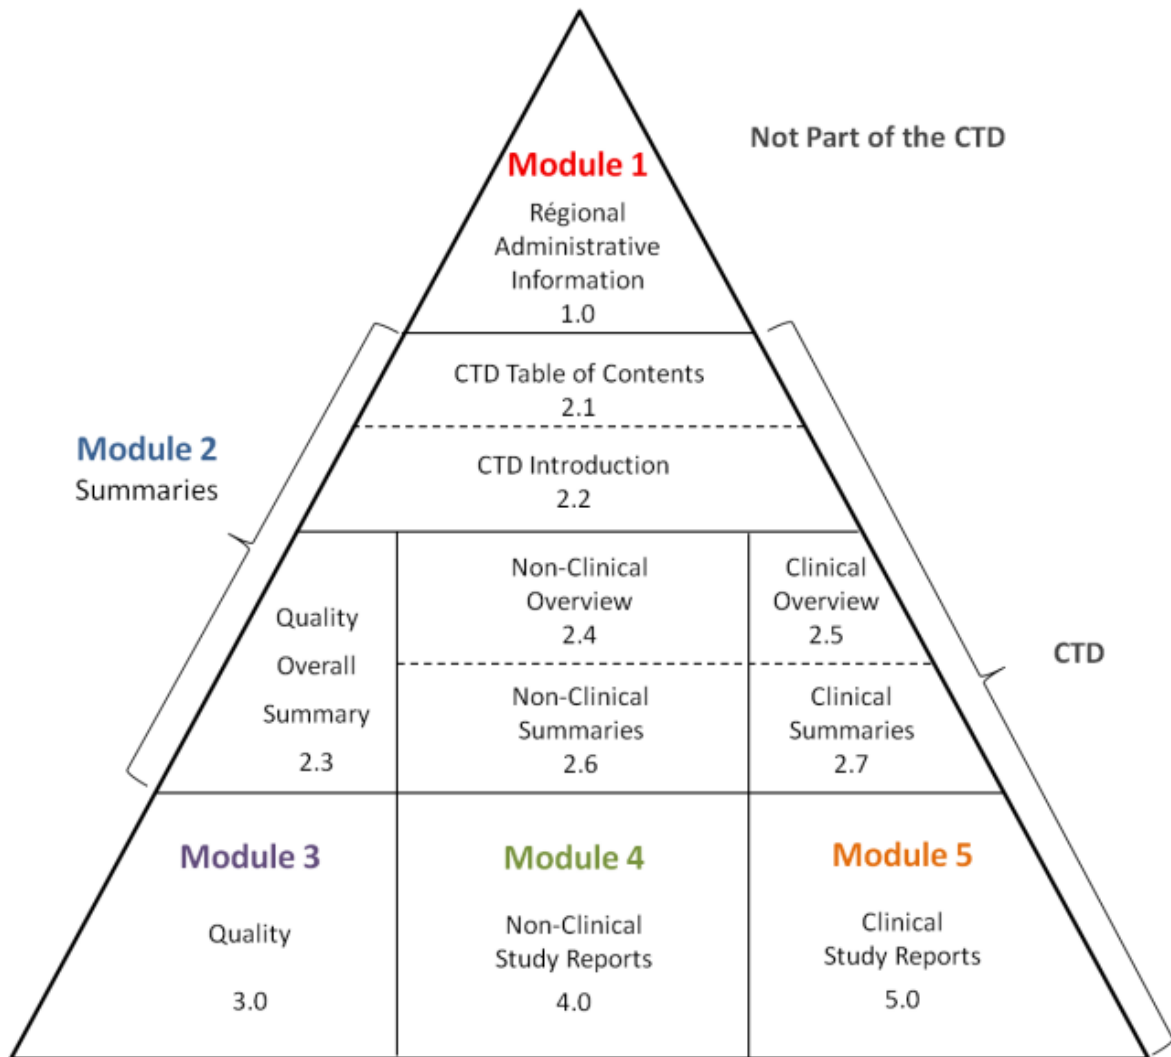 Not Part of the CTD
Module 1
Régional
Administrative
Information
1.0
CTD Table of Contents
2.1
Module 2
Summaries
CTD Introduction
2.2
Quality
Overall
Summary
2.3
Non-Clinical
Overview
2.4
Clinical
Overview
2.5
Non-Clinical
Summaries
2.6
Clinical
Summaries
2.7
CTD
Module 3
Quality
3.0
Module 4
Non-Clinical
Study Reports
4.0
Module 5
Clinical
Study Reports
5.0